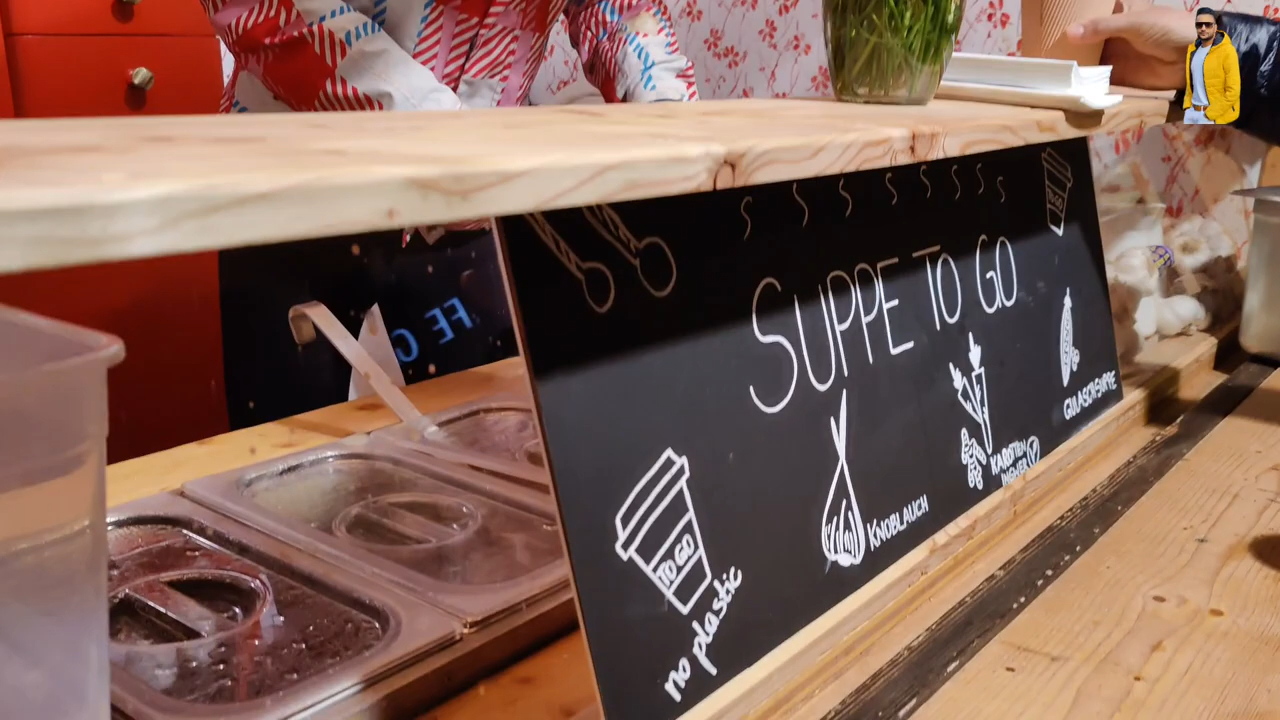 TO GO
SUPPE TO GO
TO GO
no plastic
KNOBLAUCH
KAROTTEN
INGWER
GULASCHSUPPE